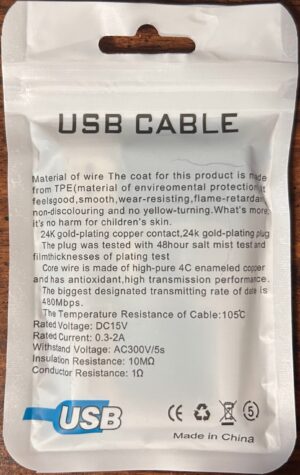 USB CABLE
Material of wire The coat for this product is made
from TPE(material of envireomental protection,it
feelsgood,smooth,wear-resisting,flame-retardant
non-discolouring and no yellow-turning.What's more,
it's no harm for children's skin.
24K gold-plating copper contact,24k gold-plating plug
The plug was tested with 48hour salt mist test and
filmthicknesses of plating test
Core wire is made of high-pure 4C enameled copper
and has antioxidant,high transmission performance.
The biggest designated transmitting rate of date is
480Mbps.
The Temperature Resistance of Cable:105℃
Rated Voltage: DC15V
Rated Current: 0.3-2A
Withstand Voltage: AC300V/5s
Insulation Resistance: 10MΩ
Conductor Resistance: 1Ω
USB
CE
5
Made in China